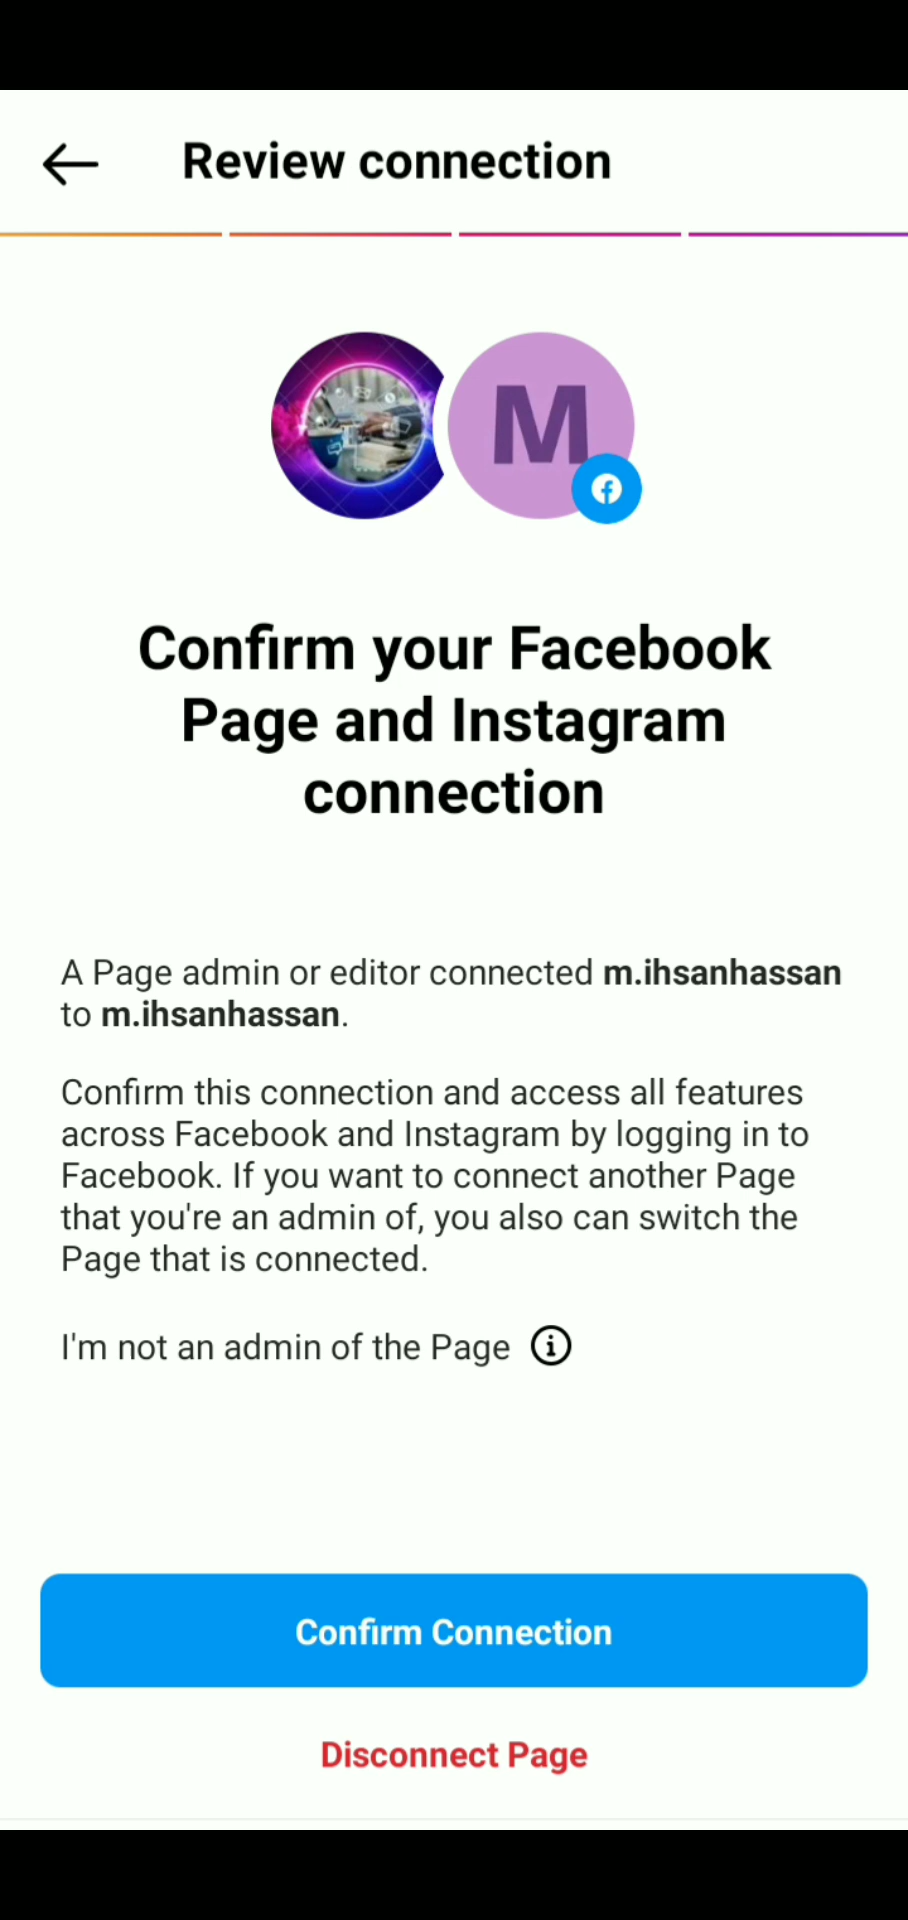 Review connection
M
Confirm your Facebook
Page and Instagram
connection
A Page admin or editor connected m.ihsanhassan
to m.ihsanhassan.
Confirm this connection and access all features
across Facebook and Instagram by logging in to
Facebook. If you want to connect another Page
that you're an admin of, you also can switch the
Page that is connected.
I'm not an admin of the Page
Confirm Connection
Disconnect Page